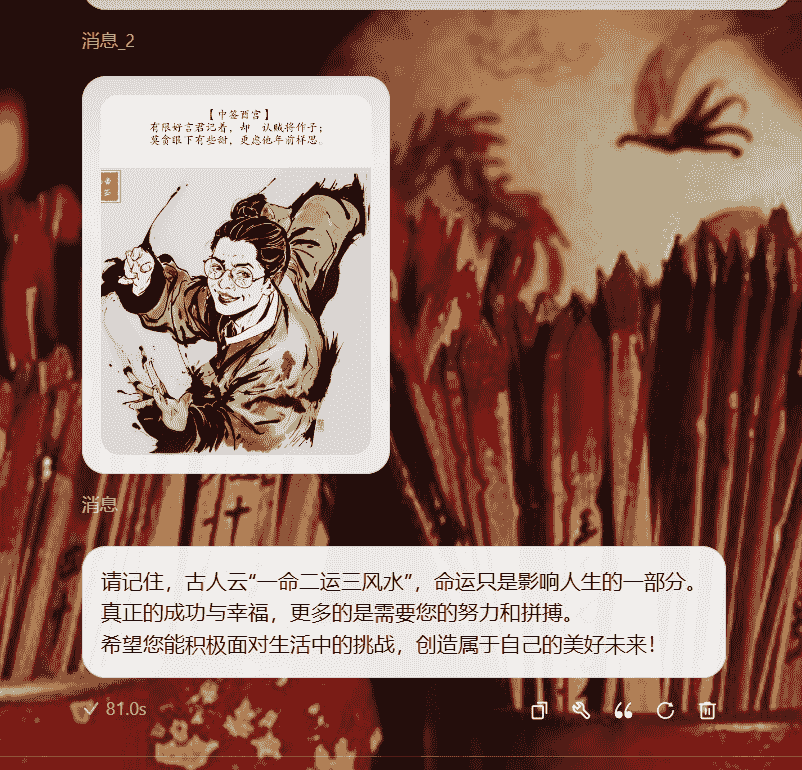 消息_2
【中签酉宫】
有限好言君记着,却 认贼将作子;
莫贪眼下有些甜,更虑他年前样思。
消息
请记住,古人云“一命二运三风水”,命运只是影响人生的一部分。
真正的成功与幸福,更多的是需要您的努力和拼搏。
希望您能积极面对生活中的挑战,创造属于自己的美好未来!
81.0s